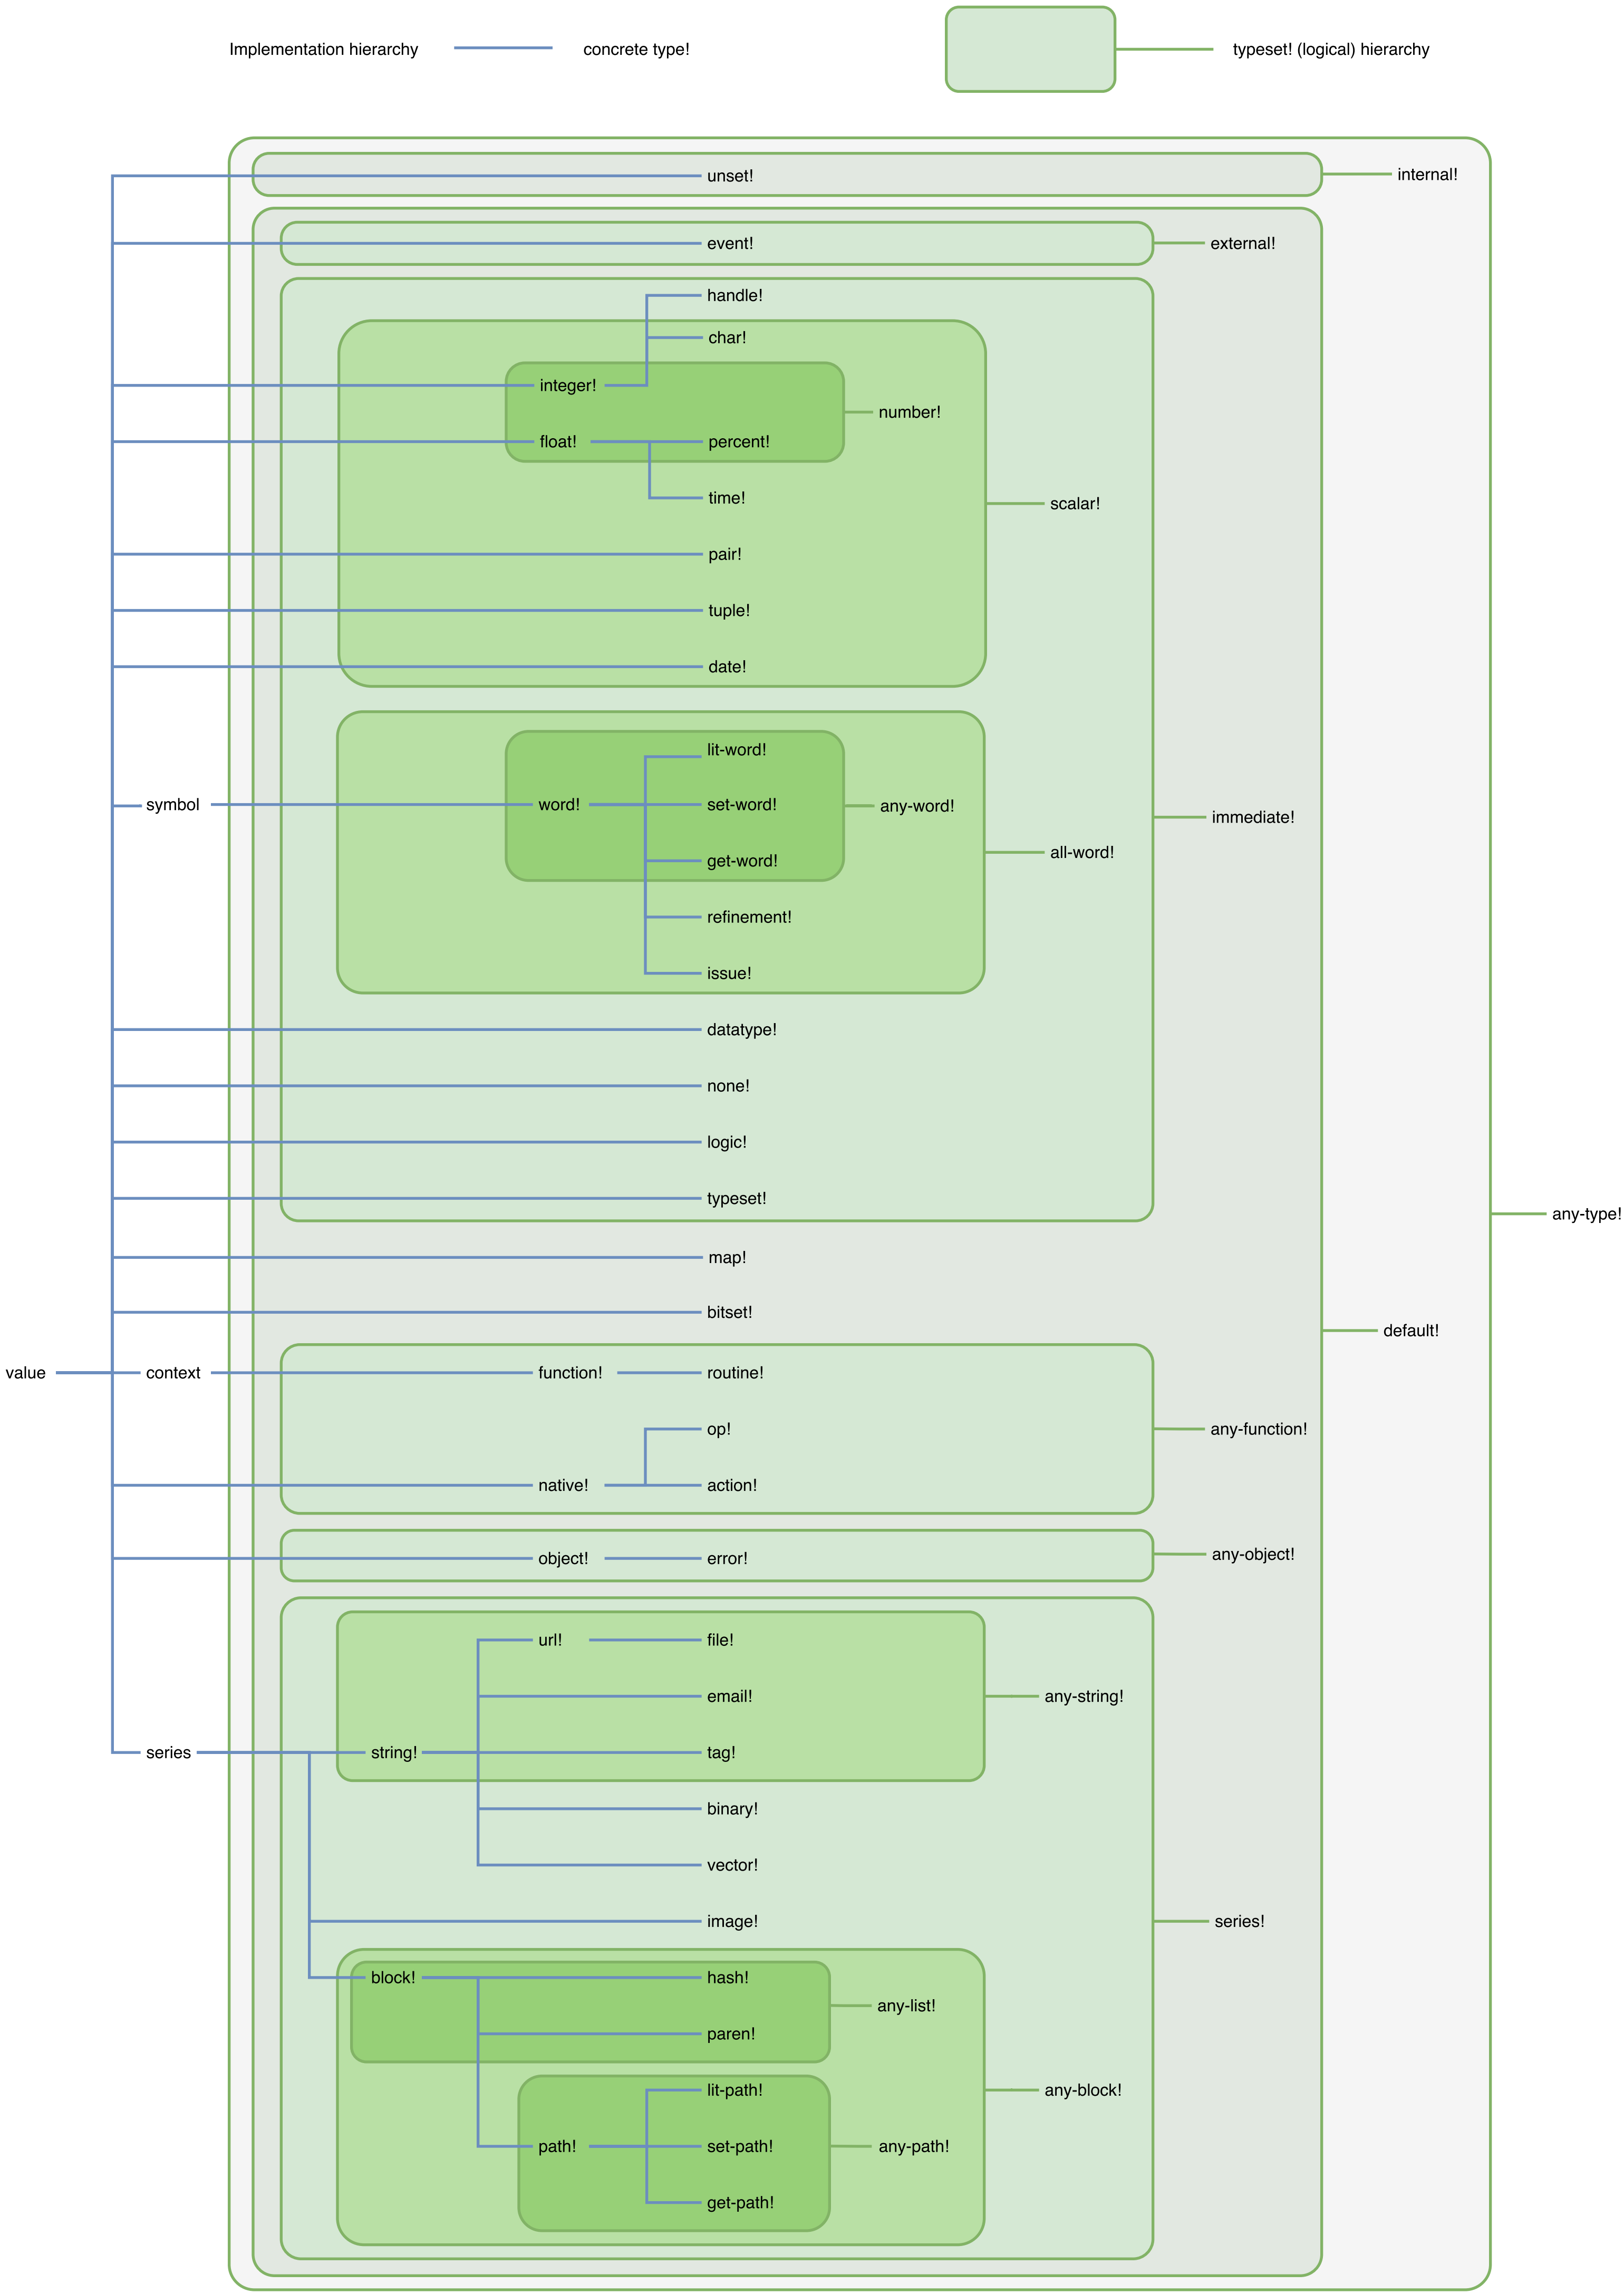 Implementation hierarchy concrete type! typeset! (logical) hierarchy
unset! internal!
event! external!
handle!
char!
integer!
number!
float! percent!
time! scalar!
pair!
tuple!
date!
lit-word!
symbol word! set-word! any-word!
immediate!
all-word!
get-word!
refinement!
issue!
datatype!
none!
logic!
typeset!
any-type!
map!
bitset!
default!
value context function! routine!
op! any-function!
native! action!
object! error! any-object!
url! file!
email! any-string!
series string! tag!
binary!
vector!
image! series!
block! hash!
any-list!
paren!
lit-path! any-block!
path! set-path! any-path!
get-path!